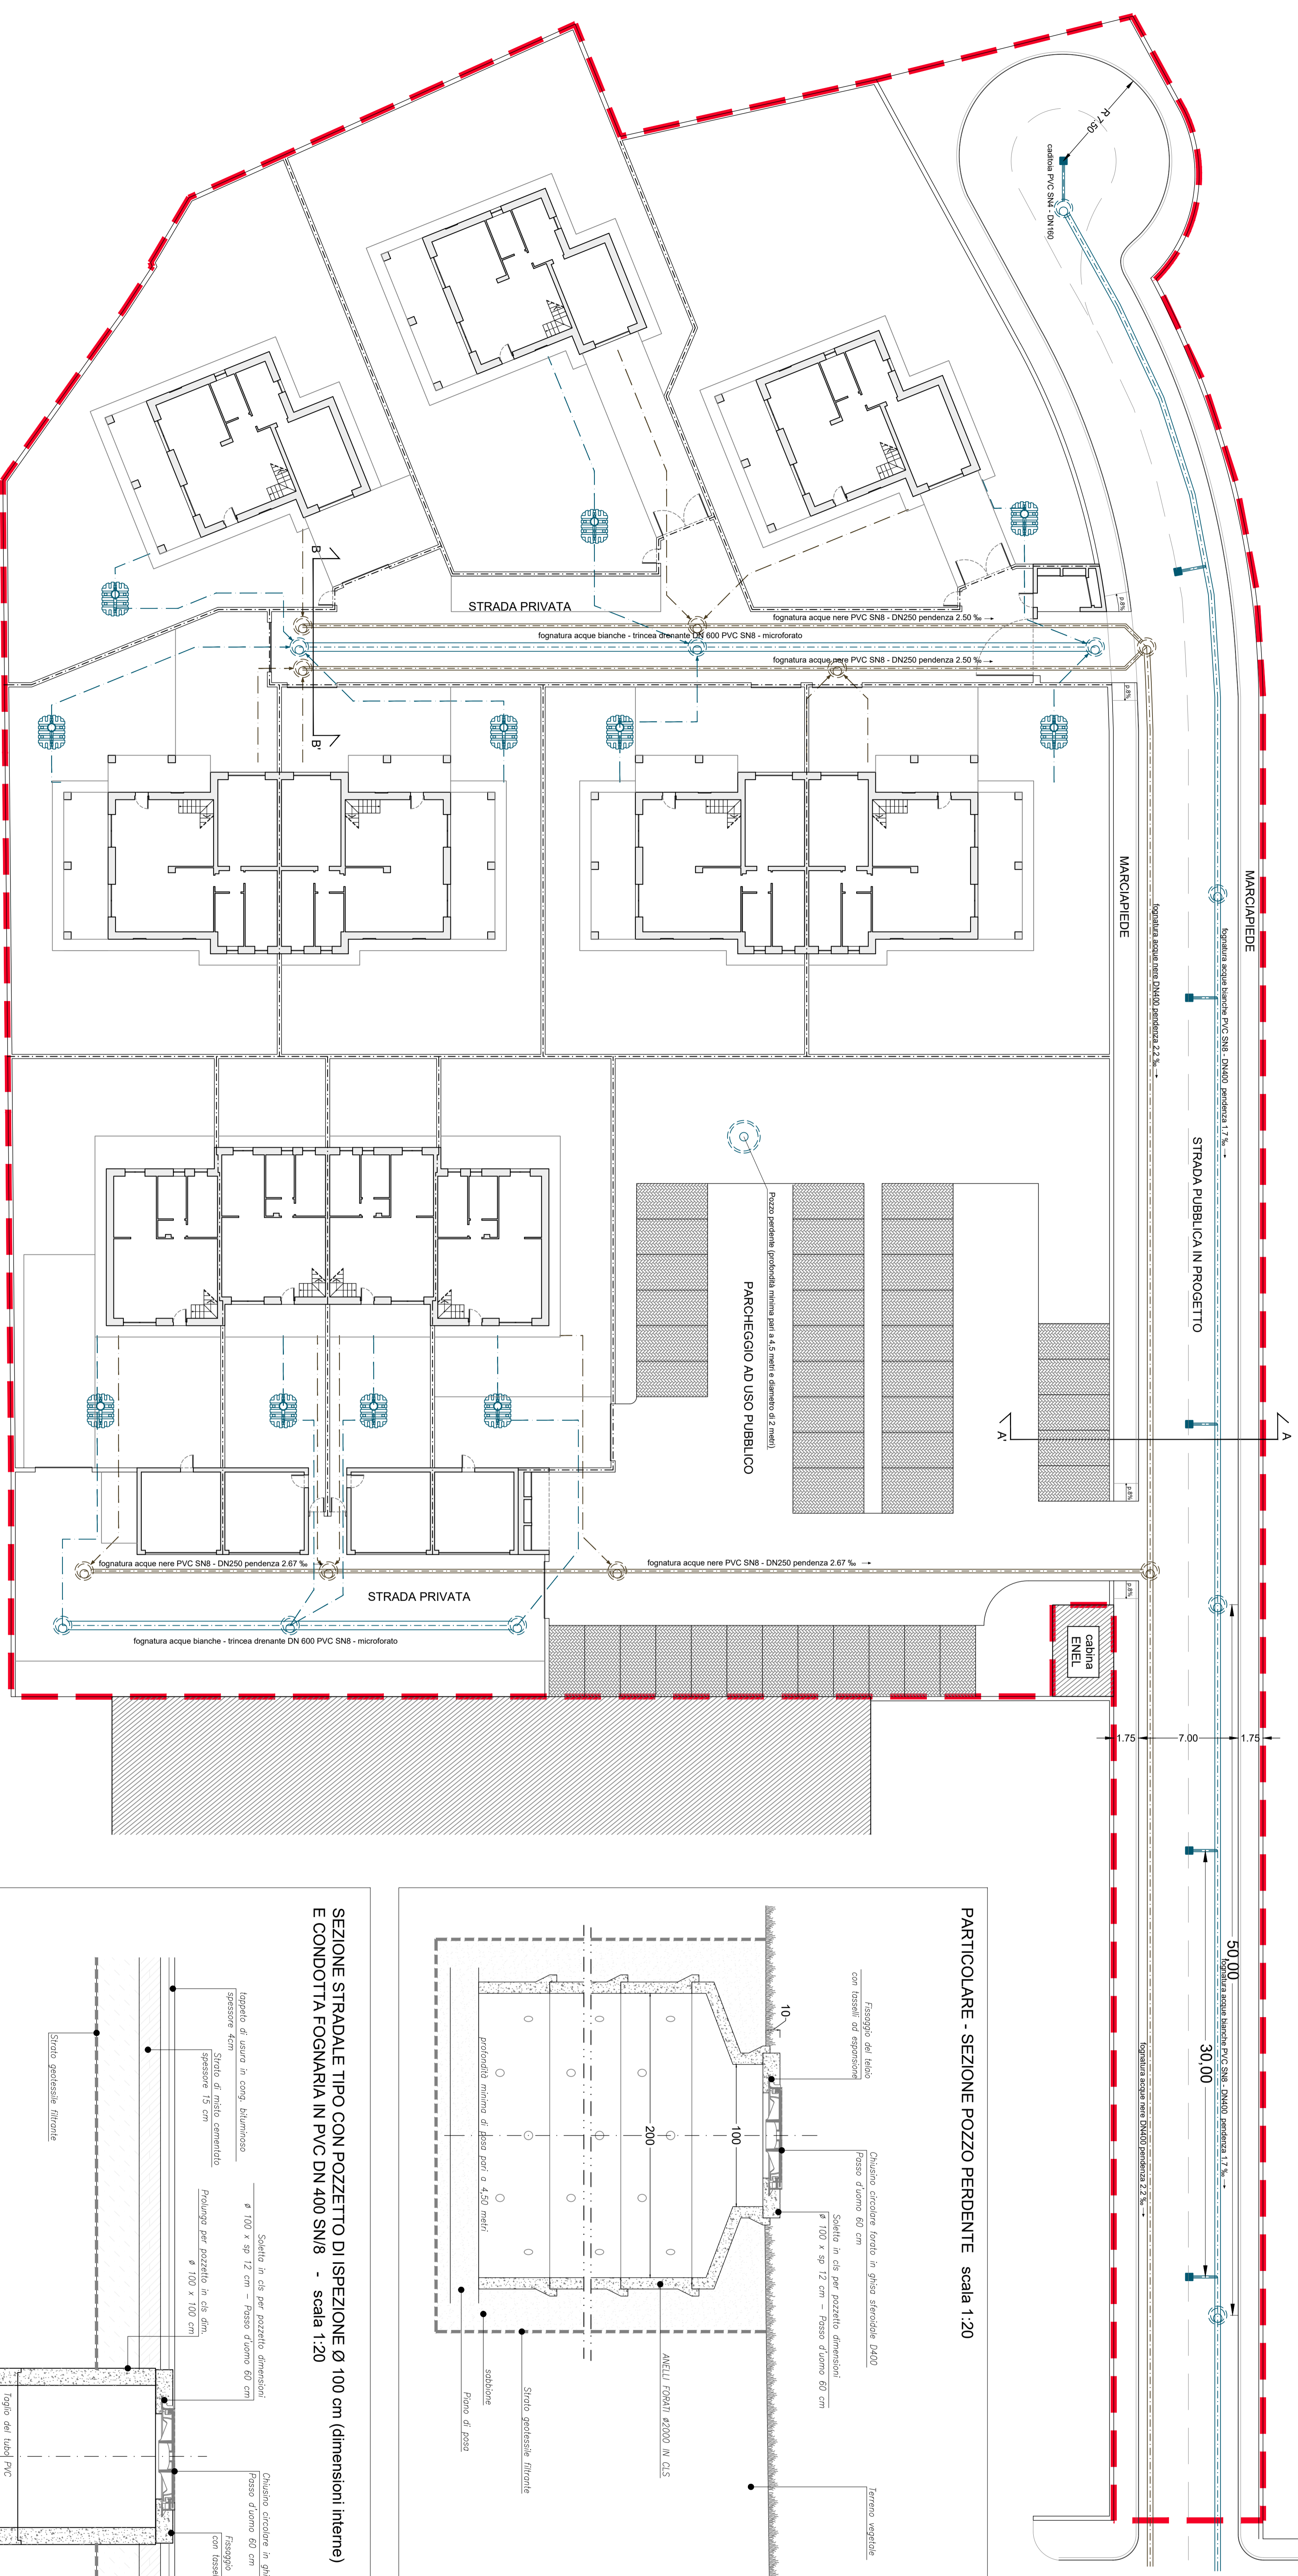 R 7.50
caditoia PVC SN4 - DN160
STRADA PRIVATA
fognatura acque nere PVC SN8 - DN250 pendenza 2.50 ‰
fognatura acque bianche - trincea drenante DN 600 PVC SN8 - microforato
fognatura acque nere PVC SN8 - DN250 pendenza 2.50 ‰
B
B'
p.8%
p.8%
MARCIAPIEDE
MARCIAPIEDE
fognatura acque bianche PVC SN8 - DN400 pendenza 1.7 ‰
fognatura acque nere DN400 pendenza 2.2 ‰
STRADA PUBBLICA IN PROGETTO
Pozzo perdente (profondità minima pari a 4,5 metri e diametro di 2 metri)
PARCHEGGIO AD USO PUBBLICO
A
A'
p.8%
p.8%
fognatura acque nere PVC SN8 - DN250 pendenza 2.67 ‰
fognatura acque nere PVC SN8 - DN250 pendenza 2.67 ‰
STRADA PRIVATA
fognatura acque bianche - trincea drenante DN 600 PVC SN8 - microforato
cabina
ENEL
1.75
7.00
1.75
50,00
fognatura acque bianche PVC SN8 - DN400 pendenza 1.7 ‰
30,00
fognatura acque nere DN400 pendenza 2.2 ‰
PARTICOLARE - SEZIONE POZZO PERDENTE scala 1:20
Fissaggio del telaio
con tasselli ad espansione
Chiusino circolare forato in ghisa sferoidale D400
Passo d'uomo 60 cm
Soletta in cls per pozzetto dimensioni
ø 100 x sp 12 cm - Passo d'uomo 60 cm
Terreno vegetale
10
100
200
ANELLI FORATI ø2000 IN CLS
profondità minima di posa pari a 4,50 metri
Strato geotessile filtrante
sabbione
Piano di posa
SEZIONE STRADALE TIPO CON POZZETTO DI ISPEZIONE Ø 100 cm (dimensioni interne)
E CONDOTTA FOGNARIA IN PVC DN 400 SN/8 - scala 1:20
tappeto di usura in cong. bituminoso
spessore 4cm
Strato di misto cementato
spessore 15 cm
Strato geotessile filtrante
Soletta in cls per pozzetto dimensioni
ø 100 x sp 12 cm - Passo d'uomo 60 cm
Prolunga per pozzetto in cls dim.
ø 100 x 100 cm
Chiusino circolare in
Passo d'uomo 60 cm
Fissaggio
con
Taglio del tubo PVC